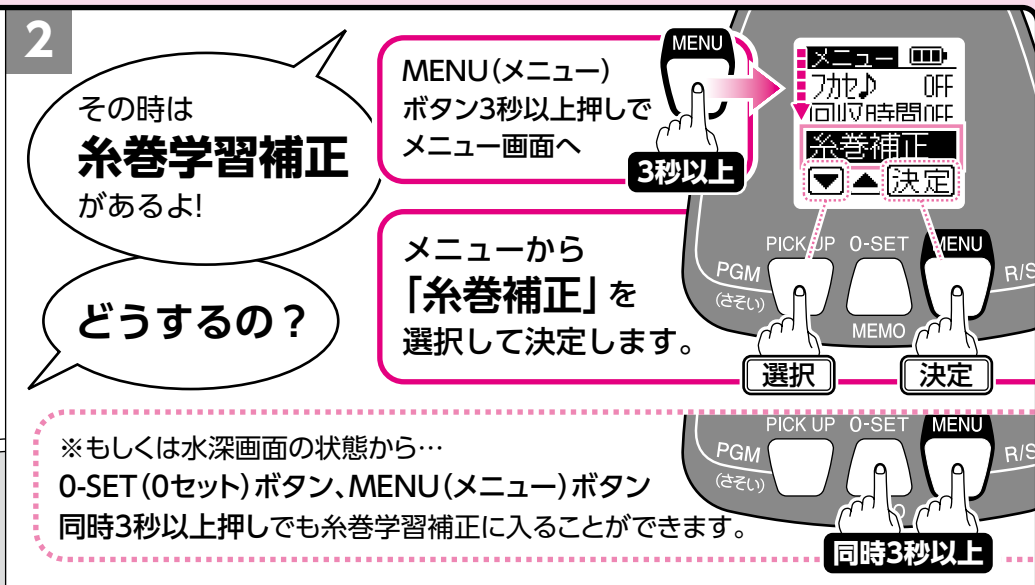 2
その時は
糸巻学習補正
があるよ!
どうするの？
MENU（メニュー）
ボタン3秒以上押しで
メニュー画面へ
MENU
3秒以上
メニュー
フカセ♪ OFF
回収時間OFF
糸巻補正
▼▲決定
メニューから
「糸巻補正」を
選択して決定します。
PICK UP 0-SET MENU
PGM R/S
(さそい)
MEMO
選択 決定
※もしくは水深画面の状態から…
0-SET（0セット）ボタン、MENU（メニュー）ボタン
同時3秒以上押しでも糸巻学習補正に入ることができます。
PICK UP 0-SET MENU
PGM R/S
(さそい)
同時3秒以上